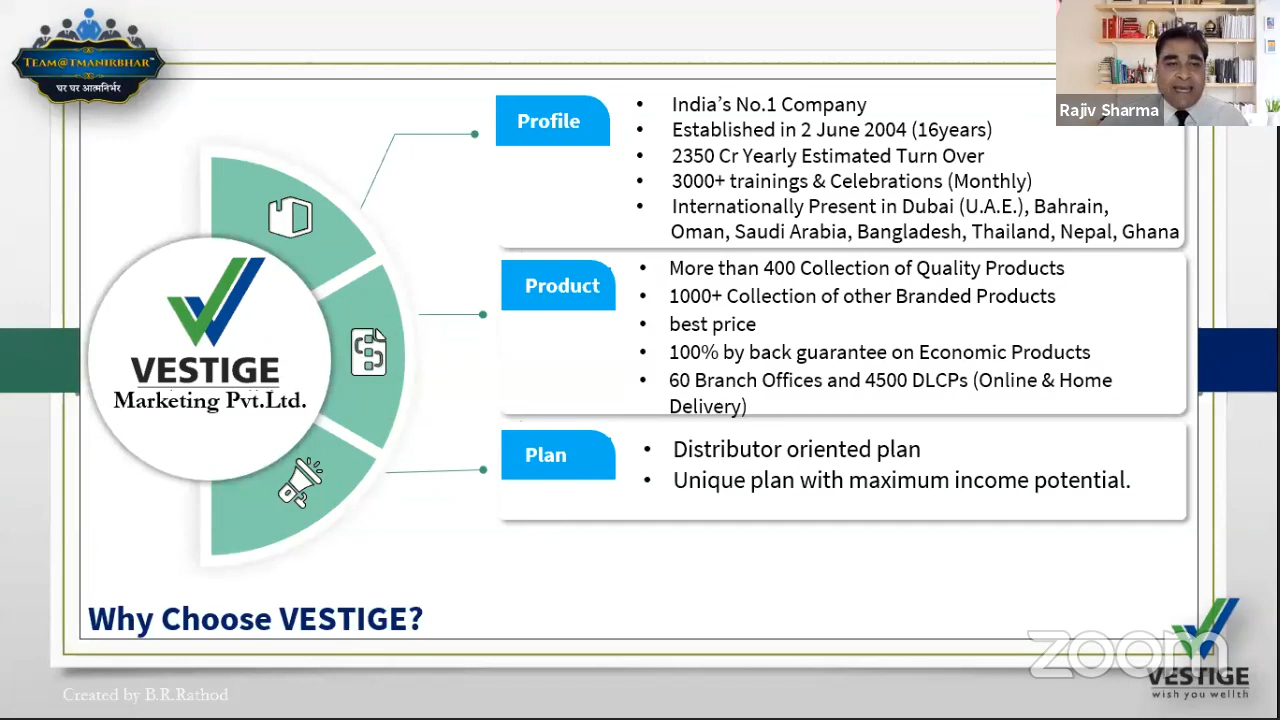 TEAM@TMANIRBHAR
घर घर आत्मनिर्भर
Rajiv Sharma
Profile
• India's No.1 Company
• Established in 2 June 2004 (16years)
• 2350 Cr Yearly Estimated Turn Over
• 3000+ trainings & Celebrations (Monthly)
• Internationally Present in Dubai (U.A.E.), Bahrain,
Oman, Saudi Arabia, Bangladesh, Thailand, Nepal, Ghana
Product
• More than 400 Collection of Quality Products
• 1000+ Collection of other Branded Products
• best price
• 100% by back guarantee on Economic Products
• 60 Branch Offices and 4500 DLCPs (Online & Home
Delivery)
Plan
• Distributor oriented plan
• Unique plan with maximum income potential.
VESTIGE
Marketing Pvt.Ltd.
Why Choose VESTIGE?
Created by B.R.Rathod
zoom
VESTIGE
wish you wellth